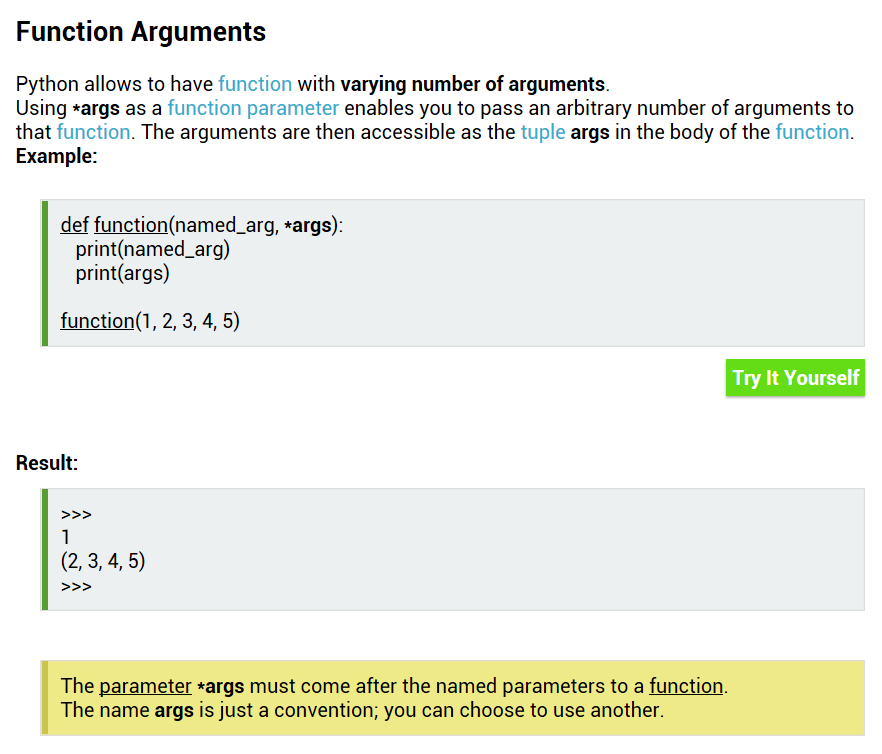 Function Arguments
Python allows to have function with varying number of arguments.
Using *args as a function parameter enables you to pass an arbitrary number of arguments to
that function. The arguments are then accessible as the tuple args in the body of the function.
Example:
def function(named_arg, *args):
print(named_arg)
print(args)
function(1, 2, 3, 4, 5)
Try It Yourself
Result:
>>>
1
(2, 3, 4, 5)
>>>
The parameter *args must come after the named parameters to a function.
The name args is just a convention; you can choose to use another.